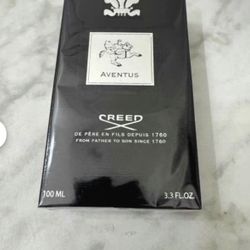 AVENTUS
CREED
DE PÈRE EN FILS DEPUIS 1760
FROM FATHER TO SON SINCE 1760
100 ML
3.3 FL.OZ.